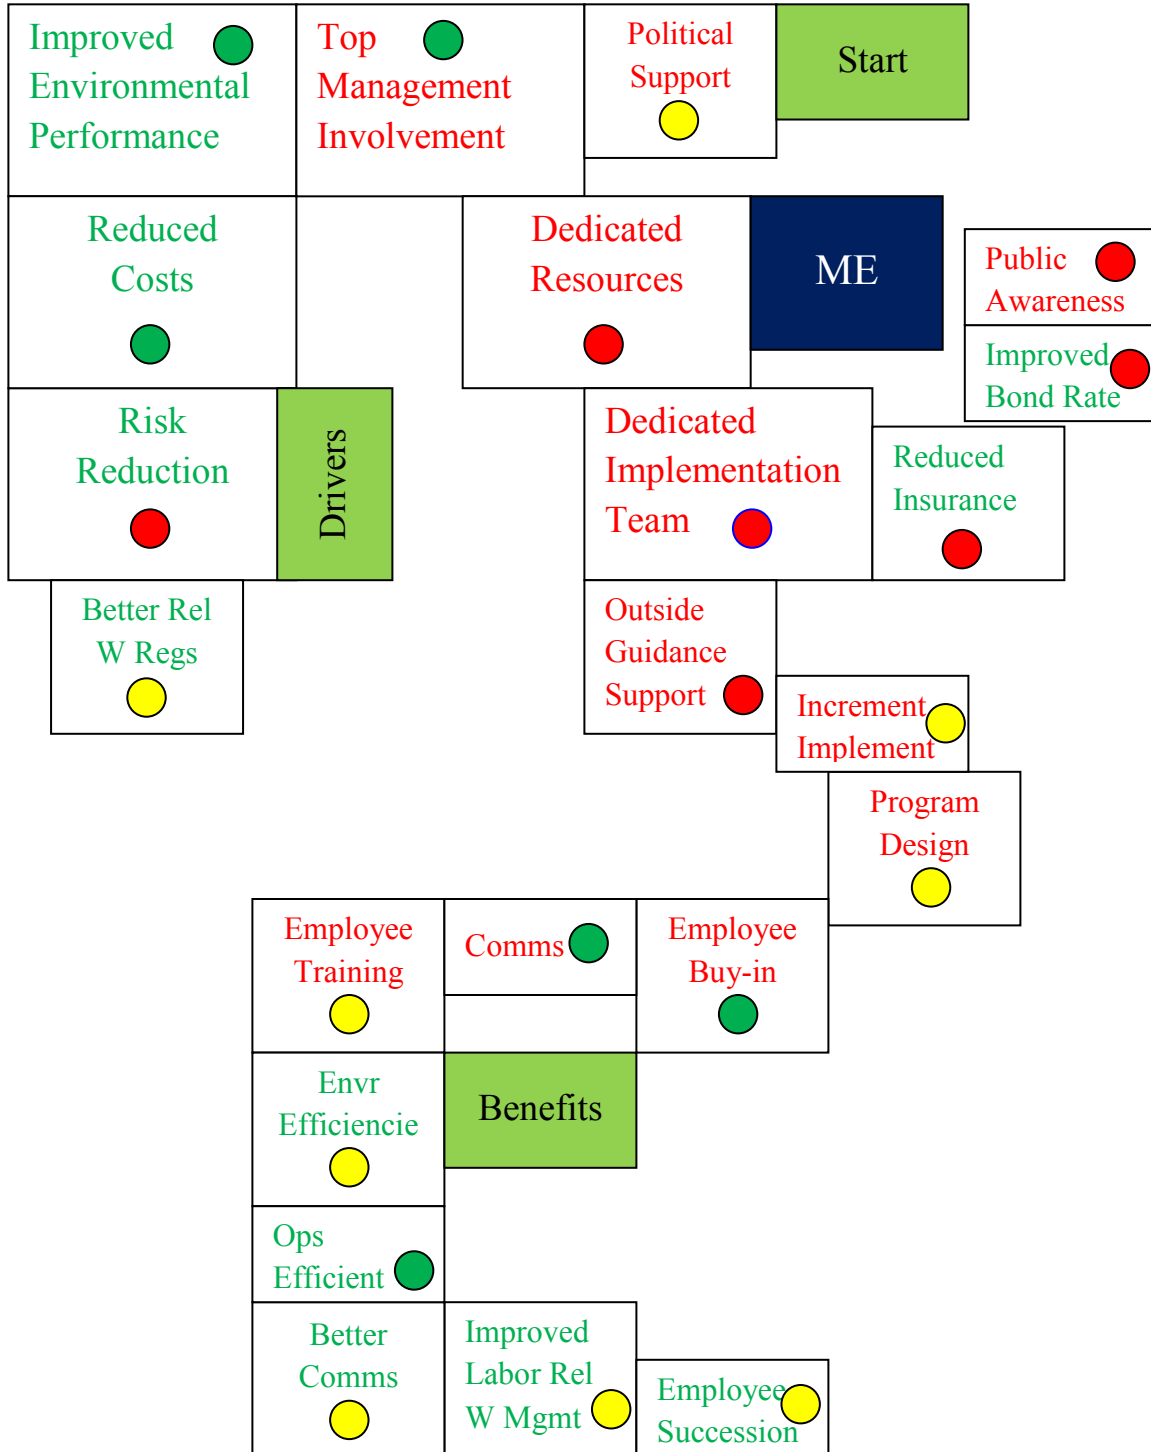 Improved
Environmental
Performance
Top
Management
Involvement
Political
Support
Start
Reduced
Costs
Dedicated
Resources
ME
Public
Awareness
Improved
Bond Rate
Risk
Reduction
Drivers
Dedicated
Implementation
Team
Reduced
Insurance
Better Rel
W Regs
Outside
Guidance
Support
Increment
Implement
Program
Design
Employee
Training
Comms
Employee
Buy-in
Envr
Efficiencie
Benefits
Ops
Efficient
Better
Comms
Improved
Labor Rel
W Mgmt
Employee
Succession